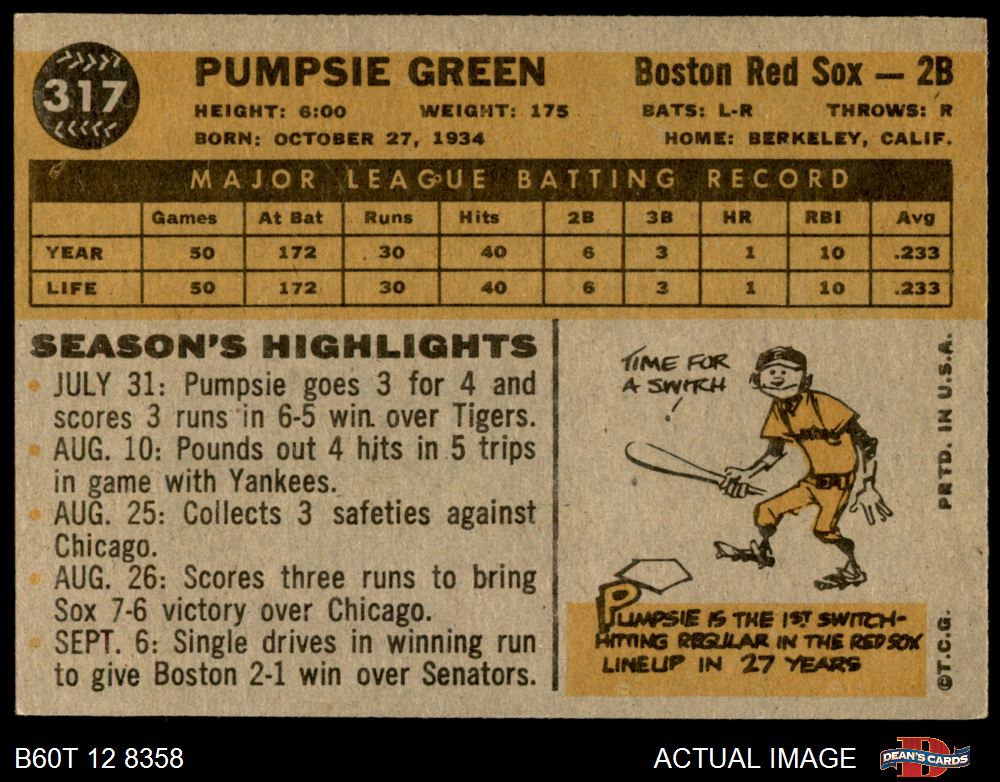 317
PUMPSIE GREEN
Boston Red Sox — 2B
HEIGHT: 6:00 WEIGHT: 175 BATS: L-R THROWS: R
BORN: OCTOBER 27, 1934 HOME: BERKELEY, CALIF.
MAJOR LEAGUE BATTING RECORD
Games At Bat Runs Hits 2B 3B HR RBI Avg
YEAR 50 172 30 40 6 3 1 10 .233
LIFE 50 172 30 40 6 3 1 10 .233
SEASON'S HIGHLIGHTS
• JULY 31: Pumpsie goes 3 for 4 and
scores 3 runs in 6-5 win over Tigers.
• AUG. 10: Pounds out 4 hits in 5 trips
in game with Yankees.
• AUG. 25: Collects 3 safeties against
Chicago.
• AUG. 26: Scores three runs to bring
Sox 7-6 victory over Chicago.
• SEPT. 6: Single drives in winning run
to give Boston 2-1 win over Senators.
TIME FOR
A SWITCH
PUMPSIE IS THE 1ST SWITCH-
HITTING REGULAR IN THE RED SOX
LINEUP IN 27 YEARS
©T.C.G. PRTD. IN U.S.A.
B60T 12 8358
ACTUAL IMAGE
DEAN'S CARDS